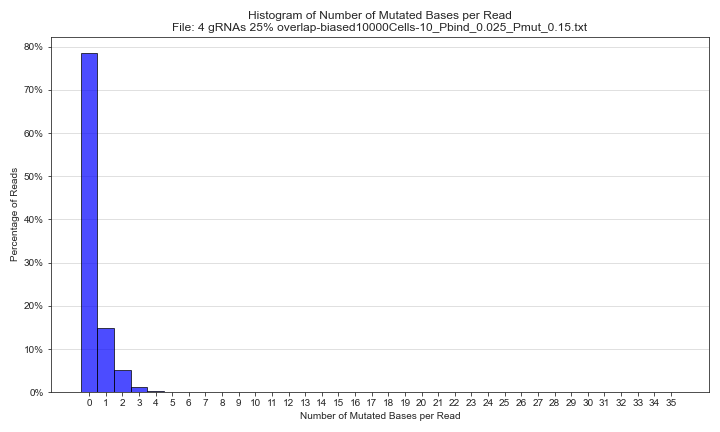 Histogram of Number of Mutated Bases per Read
File: 4 gRNAs 25% overlap-biased10000Cells-10_Pbind_0.025_Pmut_0.15.txt
80%
70%
60%
50%
40%
30%
20%
10%
0%
Percentage of Reads
0 1 2 3 4 5 6 7 8 9 10 11 12 13 14 15 16 17 18 19 20 21 22 23 24 25 26 27 28 29 30 31 32 33 34 35
Number of Mutated Bases per Read